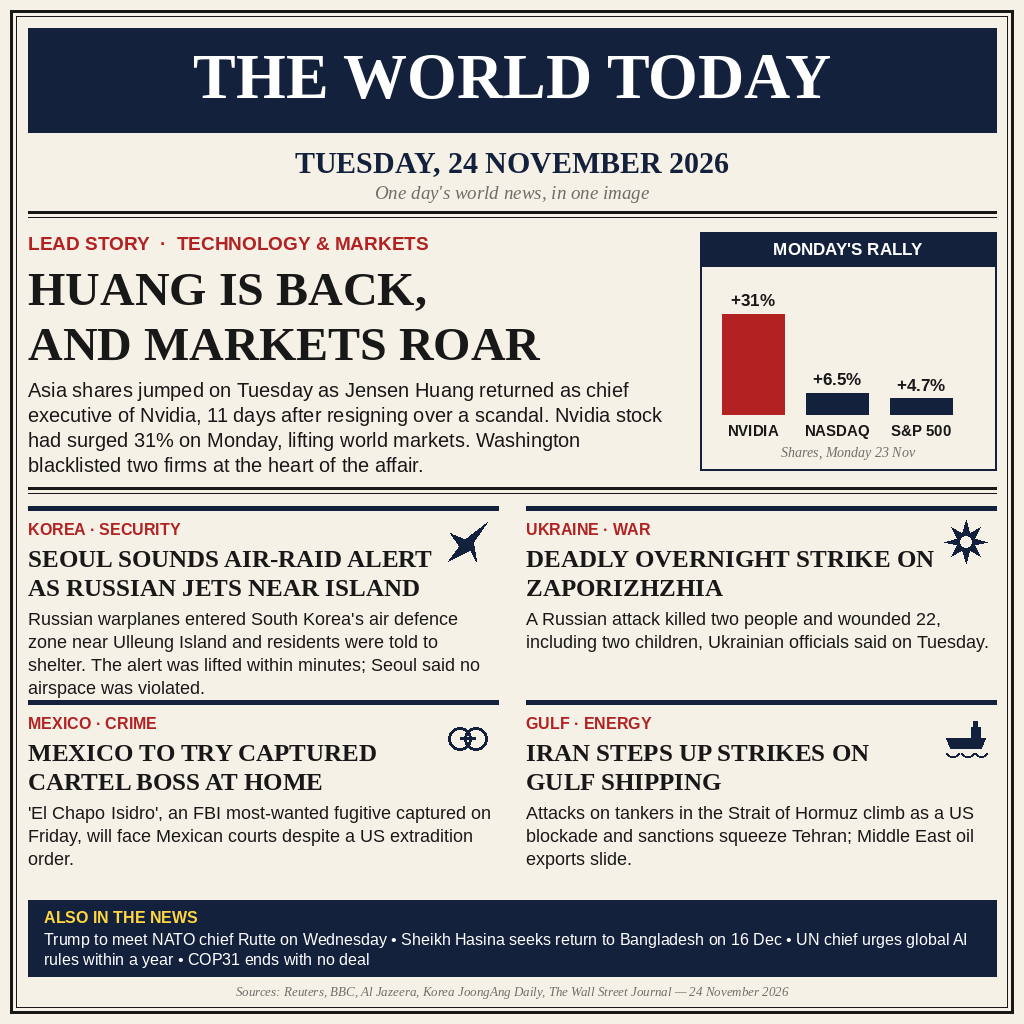 THE WORLD TODAY
TUESDAY, 24 NOVEMBER 2026
One day's world news, in one image
LEAD STORY · TECHNOLOGY & MARKETS
HUANG IS BACK,
AND MARKETS ROAR
Asia shares jumped on Tuesday as Jensen Huang returned as chief
executive of Nvidia, 11 days after resigning over a scandal. Nvidia stock
had surged 31% on Monday, lifting world markets. Washington
blacklisted two firms at the heart of the affair.
MONDAY'S RALLY
+31%
+6.5%
+4.7%
NVIDIA NASDAQ S&P 500
Shares, Monday 23 Nov
KOREA · SECURITY
SEOUL SOUNDS AIR-RAID ALERT
AS RUSSIAN JETS NEAR ISLAND
Russian warplanes entered South Korea's air defence
zone near Ulleung Island and residents were told to
shelter. The alert was lifted within minutes; Seoul said no
airspace was violated.
UKRAINE · WAR
DEADLY OVERNIGHT STRIKE ON
ZAPORIZHZHIA
A Russian attack killed two people and wounded 22,
including two children, Ukrainian officials said on Tuesday.
MEXICO · CRIME
MEXICO TO TRY CAPTURED
CARTEL BOSS AT HOME
'El Chapo Isidro', an FBI most-wanted fugitive captured on
Friday, will face Mexican courts despite a US extradition
order.
GULF · ENERGY
IRAN STEPS UP STRIKES ON
GULF SHIPPING
Attacks on tankers in the Strait of Hormuz climb as a US
blockade and sanctions squeeze Tehran; Middle East oil
exports slide.
ALSO IN THE NEWS
Trump to meet NATO chief Rutte on Wednesday • Sheikh Hasina seeks return to Bangladesh on 16 Dec • UN chief urges global AI
rules within a year • COP31 ends with no deal
Sources: Reuters, BBC, Al Jazeera, Korea JoongAng Daily, The Wall Street Journal — 24 November 2026